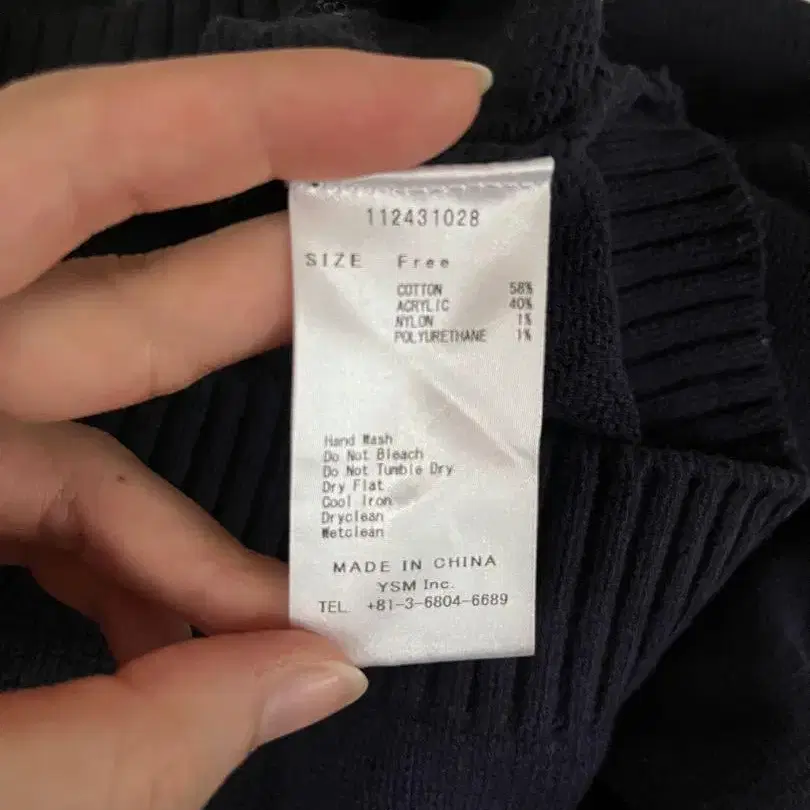 112431028
SIZE Free
COTTON 58%
ACRYLIC 40%
NYLON 1%
POLYURETHANE 1%
Hand Wash
Do Not Bleach
Do Not Tumble Dry
Dry Flat
Cool Iron
Dryclean
Wetclean
MADE IN CHINA
YSM Inc.
TEL +81-3-6804-6689